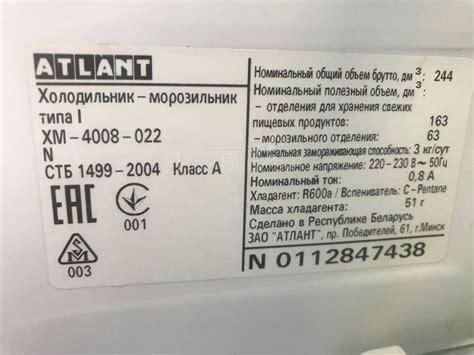 ATLANT
Холодильник – морозильник
типа I
ХМ – 4008 – 022
N
СТБ 1499 – 2004 Класс А
EAC
001
003
Номинальный общий объем брутто, дм³: 244
Номинальный полезный объем, дм³:
– отделения для хранения свежих
пищевых продуктов: 163
–морозильного отделения: 63
Номинальная замораживающая способность: 3 кг/сут
Номинальное напряжение: 220 – 230 В ~ 50Гц
Номинальный ток: 0,8 А
Хладагент: R600a / Вспениватель: C – Pentane
Масса хладагента: 51 г
Сделано в Республике Беларусь
ЗАО "АТЛАНТ", пр. Победителей, 61, г.Минск
N 0112847438